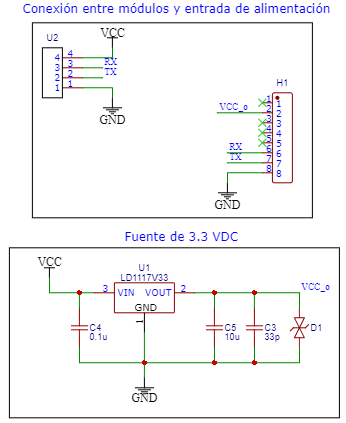 Conexión entre módulos y entrada de alimentación
U2
VCC
4 4
3 3 RX
2 2 TX
1 1
GND
H1
1 1
VCC_o 2 2
3 3
4 4
5 5
RX 6 6
TX 7 7
8 8
GND
Fuente de 3.3 VDC
VCC
U1
LD1117V33
3 VIN VOUT 2
GND
1
VCC_o
C4
0.1u
C5
10u
C3
33p
D1
GND